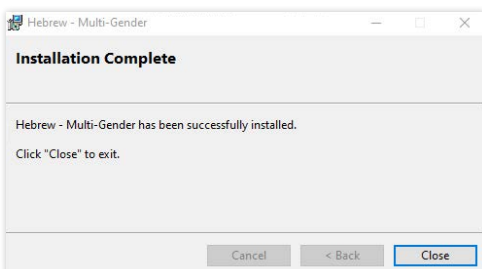 Hebrew - Multi-Gender
Installation Complete
Hebrew - Multi-Gender has been successfully installed.
Click "Close" to exit.
Cancel < Back Close